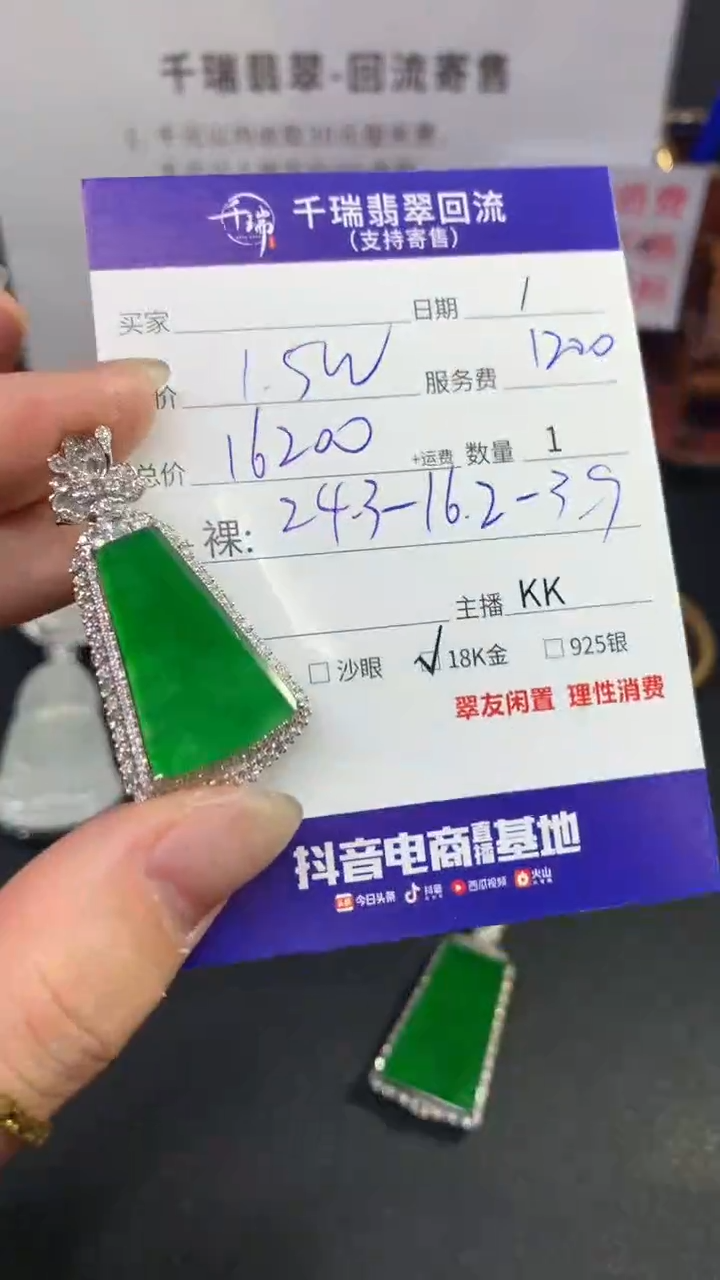 千瑞翡翠-回流寄售
千瑞 千瑞翡翠回流
(支持寄售)
买家 日期 /
价 1.5W 服务费 1200
总价 16200 +运费 数量 1
裸: 24.3-16.2-3.9
主播 KK
沙眼 ✓ 18K金 925银
翠友闲置 理性消费
抖音电商直播基地
头条 今日头条 抖音 西瓜视频 火山